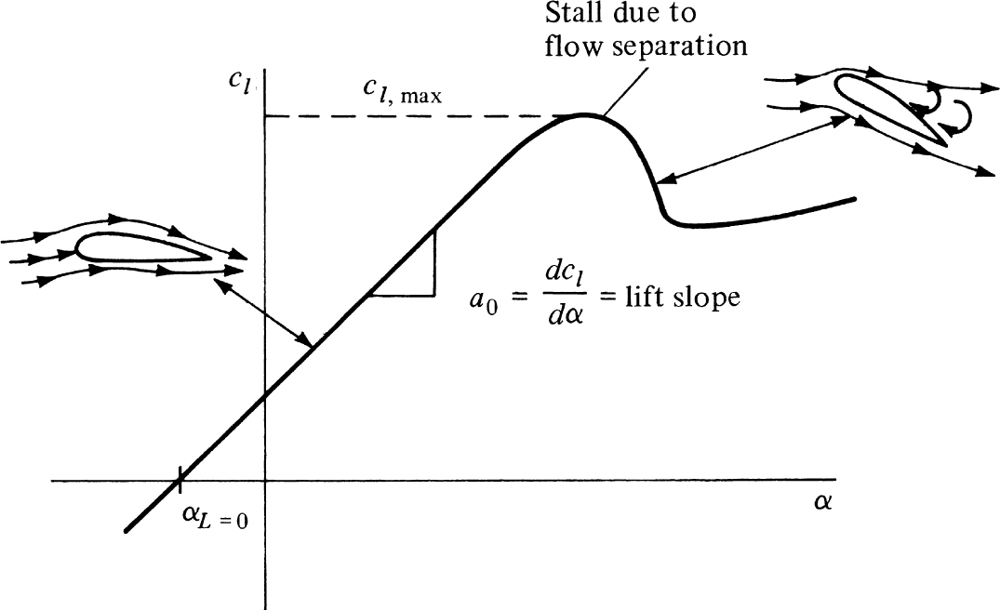 Stall due to
flow separation
c_l
c_l, max
a_0 = dc_l/dα = lift slope
α_L = 0
α